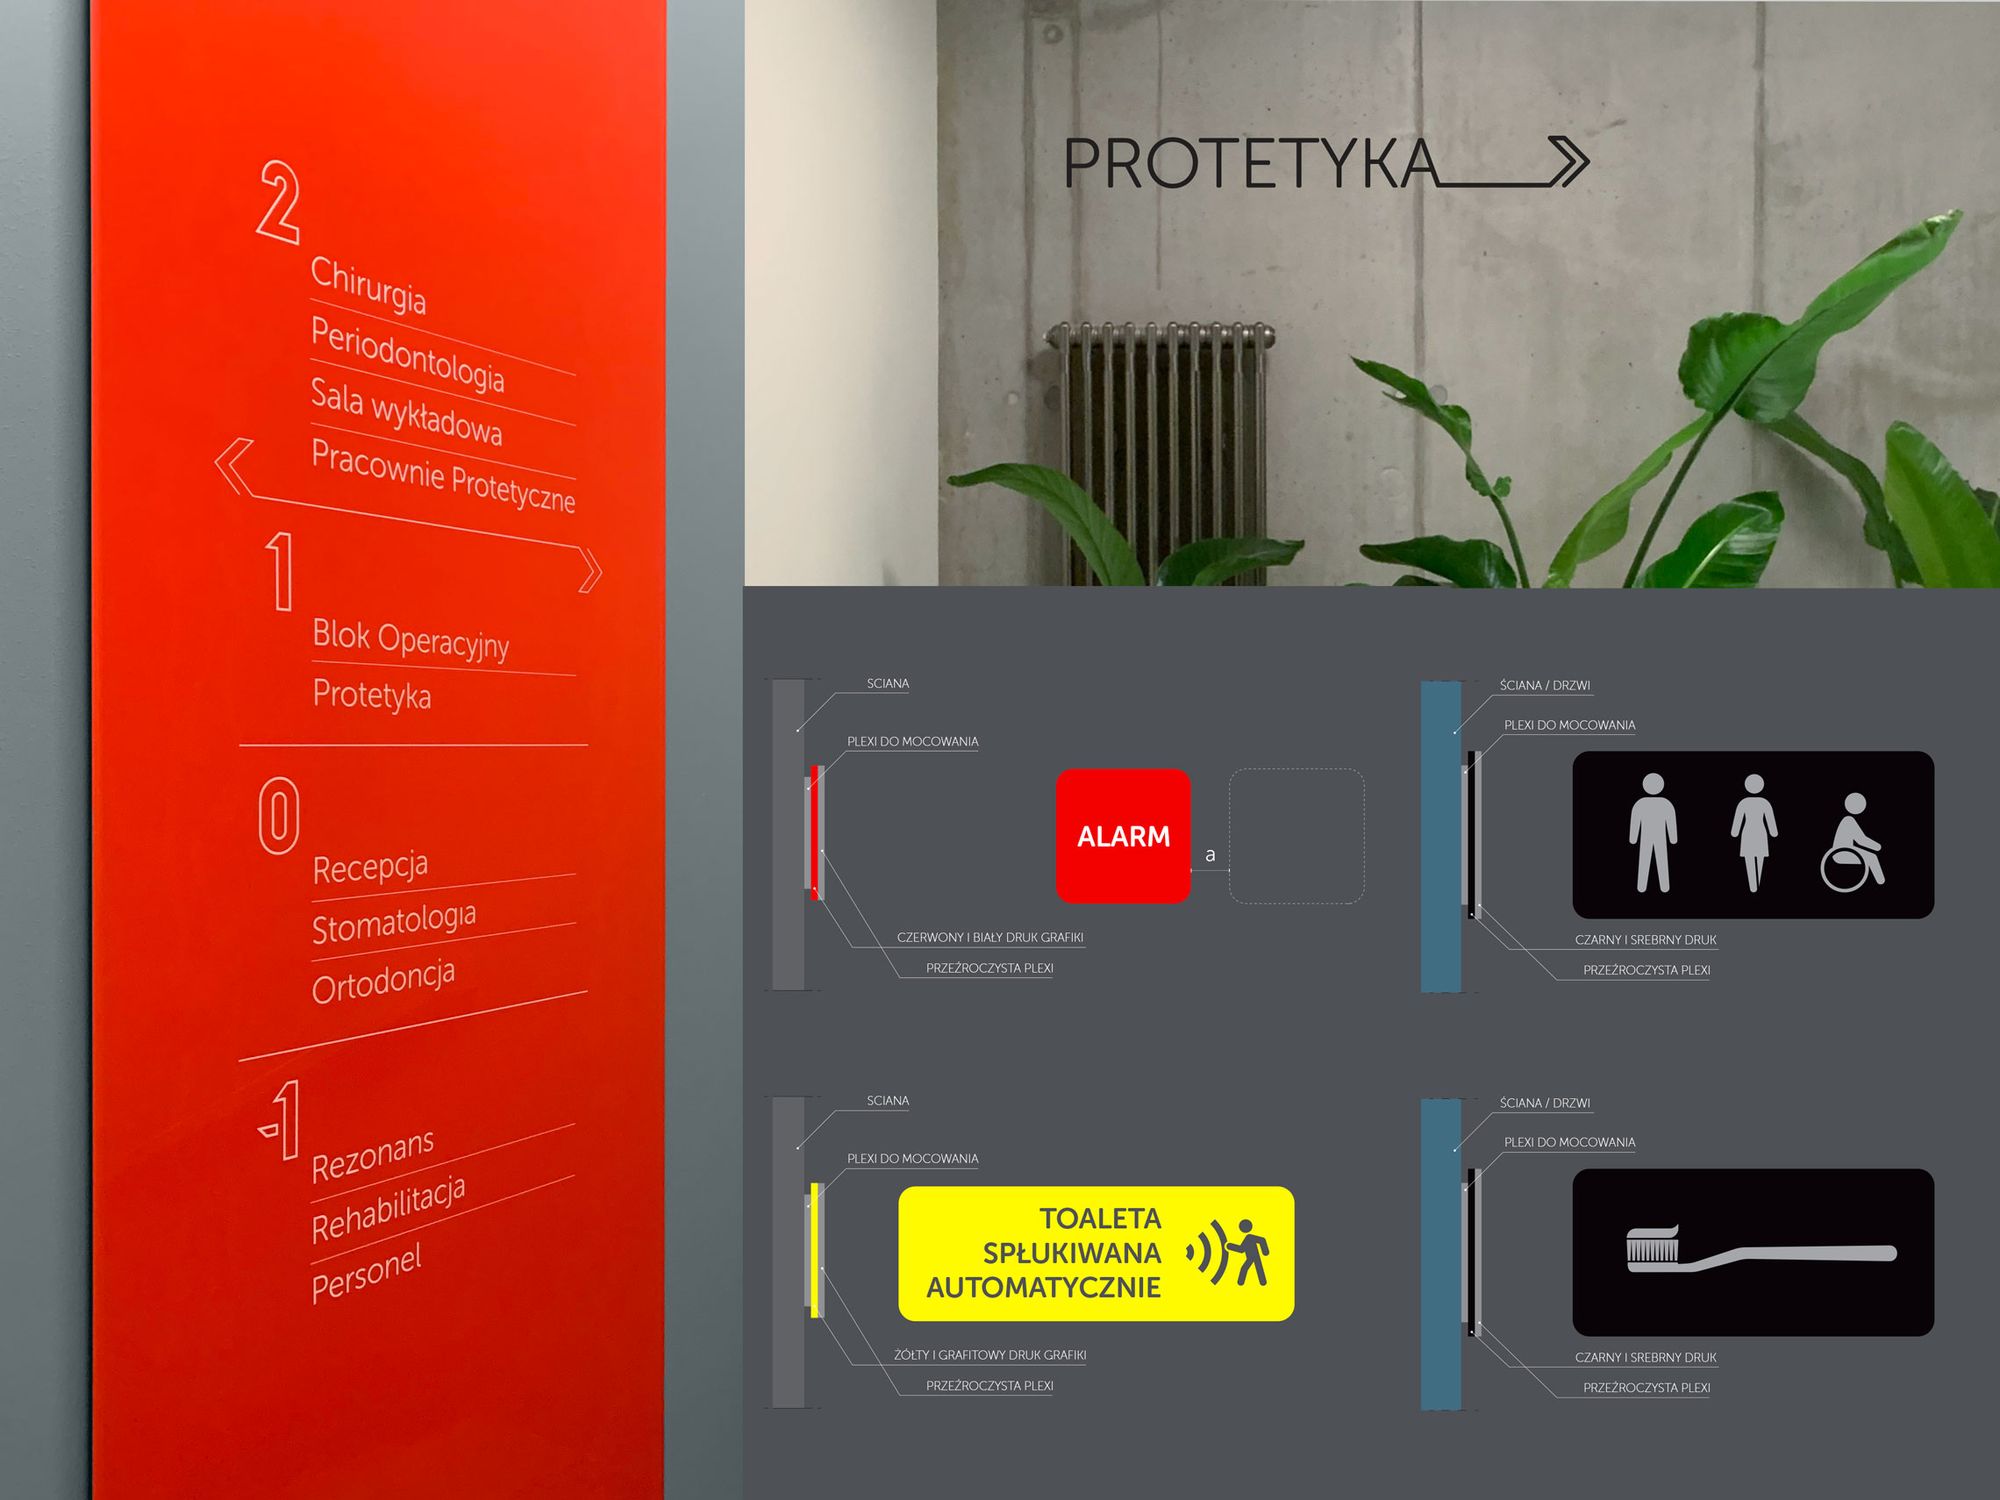 2
Chirurgia
Periodontologia
Sala wykładowa
Pracownie Protetyczne
1
Blok Operacyjny
Protetyka
0
Recepcja
Stomatologia
Ortodoncja
-1
Rezonans
Rehabilitacja
Personel
PROTETYKA
SCIANA
PLEXI DO MOCOWANIA
ALARM
a
CZERWONY I BIAŁY DRUK GRAFIKI
PRZEŹROCZYSTA PLEXI
ŚCIANA / DRZWI
PLEXI DO MOCOWANIA
CZARNY I SREBRNY DRUK
PRZEŹROCZYSTA PLEXI
SCIANA
PLEXI DO MOCOWANIA
TOALETA
SPŁUKIWANA
AUTOMATYCZNIE
ŻÓŁTY I GRAFITOWY DRUK GRAFIKI
PRZEŹROCZYSTA PLEXI
ŚCIANA / DRZWI
PLEXI DO MOCOWANIA
CZARNY I SREBRNY DRUK
PRZEŹROCZYSTA PLEXI